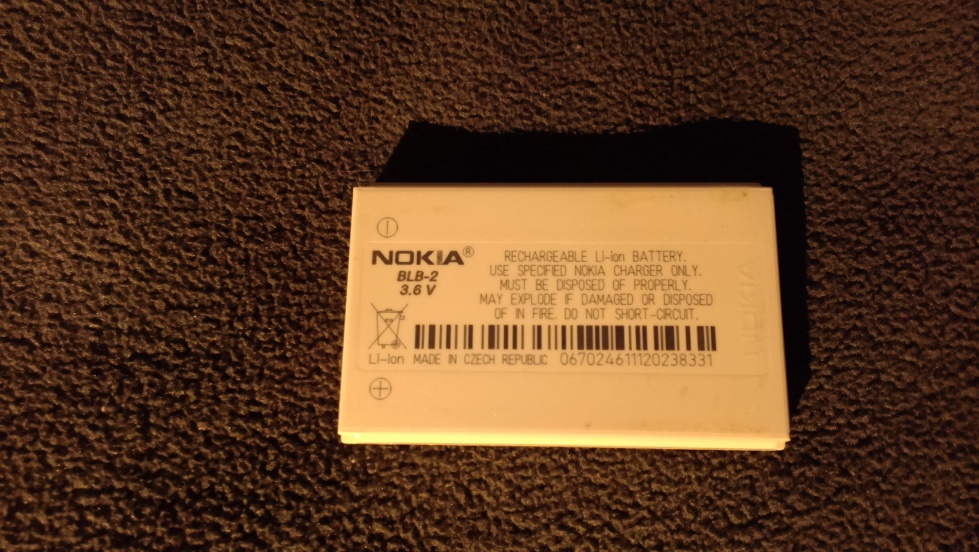 NOKIA®
BLB-2
3.6 V
RECHARGEABLE Li-ion BATTERY.
USE SPECIFIED NOKIA CHARGER ONLY.
MUST BE DISPOSED OF PROPERLY.
MAY EXPLODE IF DAMAGED OR DISPOSED
OF IN FIRE. DO NOT SHORT-CIRCUIT.
Li-ion MADE IN CZECH REPUBLIC 0670246111120238331
NOKIA